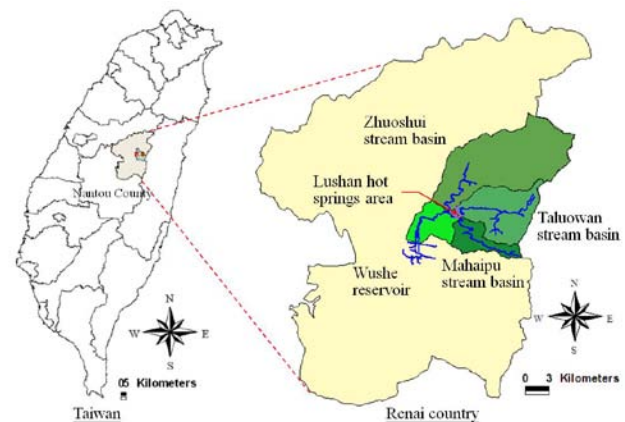 Nantou County
N
W
E
S
05 Kilometers
Taiwan
Zhuoshui
stream basin
Lushan hot
springs area
Taluowan
stream basin
Wushe
reservoir
Mahaipu
stream basin
N
W
E
S
0 3 Kilometers
Renai country